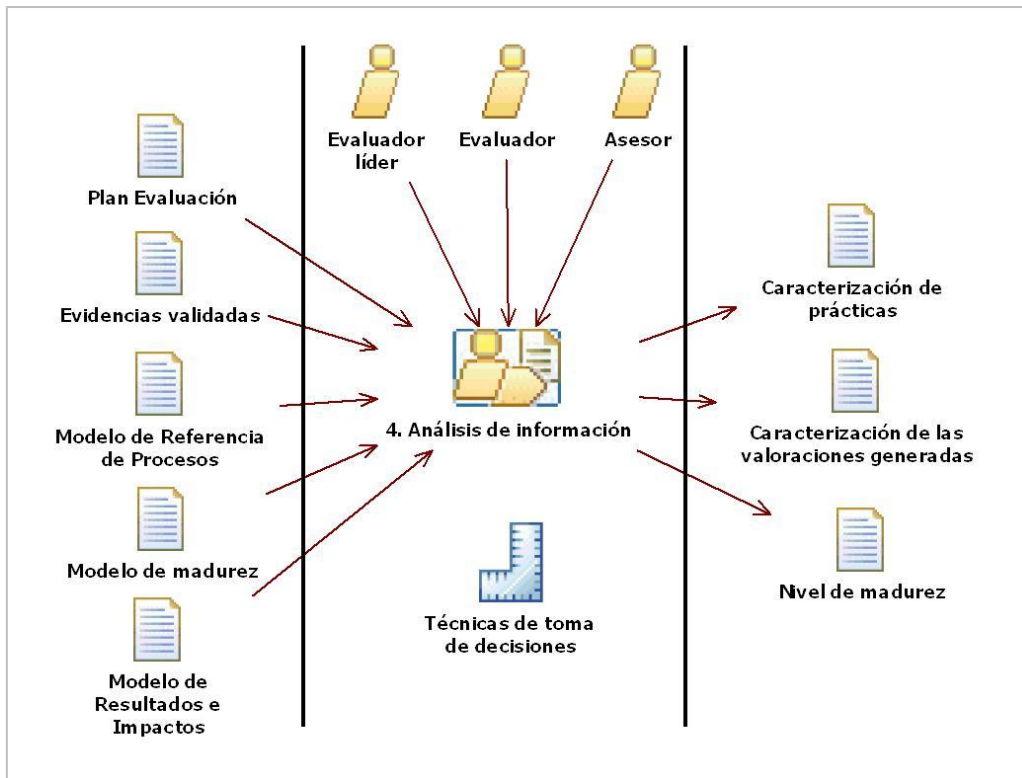 Plan Evaluación
Evidencias validadas
Modelo de Referencia
de Procesos
Modelo de madurez
Modelo de
Resultados e
Impactos
Evaluador
líder
Evaluador
Asesor
4. Análisis de información
Técnicas de toma
de decisiones
Caracterización de
prácticas
Caracterización de las
valoraciones generadas
Nivel de madurez